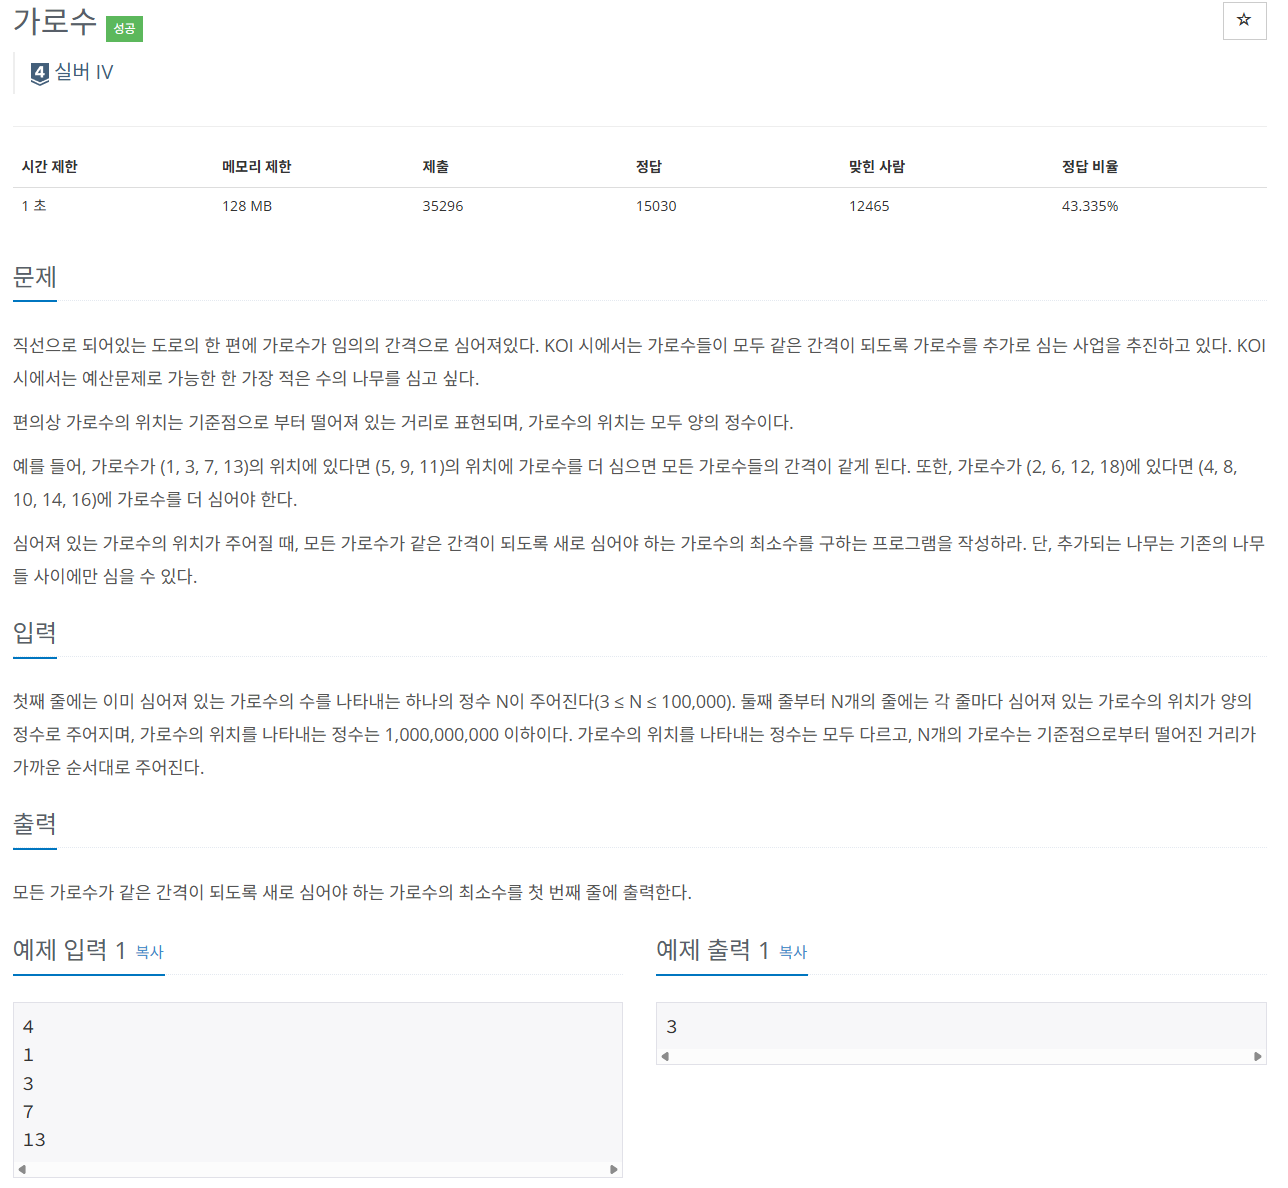 가로수 성공
☆
4 실버 IV
시간 제한 메모리 제한 제출 정답 맞힌 사람 정답 비율
1 초 128 MB 35296 15030 12465 43.335%
문제
직선으로 되어있는 도로의 한 편에 가로수가 임의의 간격으로 심어져있다. KOI 시에서는 가로수들이 모두 같은 간격이 되도록 가로수를 추가로 심는 사업을 추진하고 있다. KOI
시에서는 예산문제로 가능한 한 가장 적은 수의 나무를 심고 싶다.
편의상 가로수의 위치는 기준점으로 부터 떨어져 있는 거리로 표현되며, 가로수의 위치는 모두 양의 정수이다.
예를 들어, 가로수가 (1, 3, 7, 13)의 위치에 있다면 (5, 9, 11)의 위치에 가로수를 더 심으면 모든 가로수들의 간격이 같게 된다. 또한, 가로수가 (2, 6, 12, 18)에 있다면 (4, 8,
10, 14, 16)에 가로수를 더 심어야 한다.
심어져 있는 가로수의 위치가 주어질 때, 모든 가로수가 같은 간격이 되도록 새로 심어야 하는 가로수의 최소수를 구하는 프로그램을 작성하라. 단, 추가되는 나무는 기존의 나무
들 사이에만 심을 수 있다.
입력
첫째 줄에는 이미 심어져 있는 가로수의 수를 나타내는 하나의 정수 N이 주어진다(3 ≤ N ≤ 100,000). 둘째 줄부터 N개의 줄에는 각 줄마다 심어져 있는 가로수의 위치가 양의
정수로 주어지며, 가로수의 위치를 나타내는 정수는 1,000,000,000 이하이다. 가로수의 위치를 나타내는 정수는 모두 다르고, N개의 가로수는 기준점으로부터 떨어진 거리가
가까운 순서대로 주어진다.
출력
모든 가로수가 같은 간격이 되도록 새로 심어야 하는 가로수의 최소수를 첫 번째 줄에 출력한다.
예제 입력 1 복사
4
1
3
7
13
예제 출력 1 복사
3